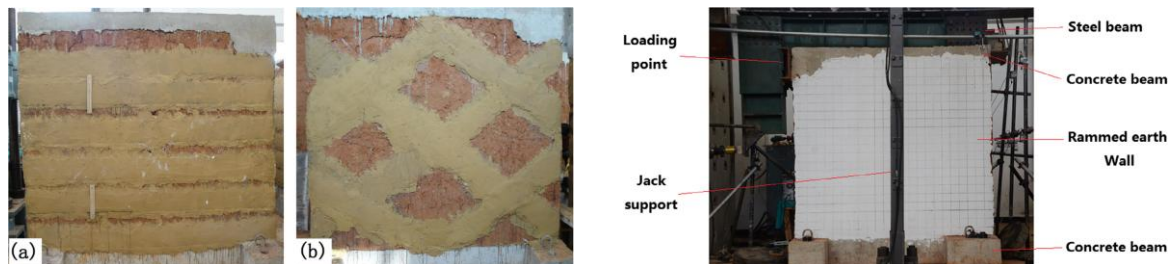 (a)
(b)
Loading
point
Jack
support
Steel beam
Concrete beam
Rammed earth
Wall
Concrete beam